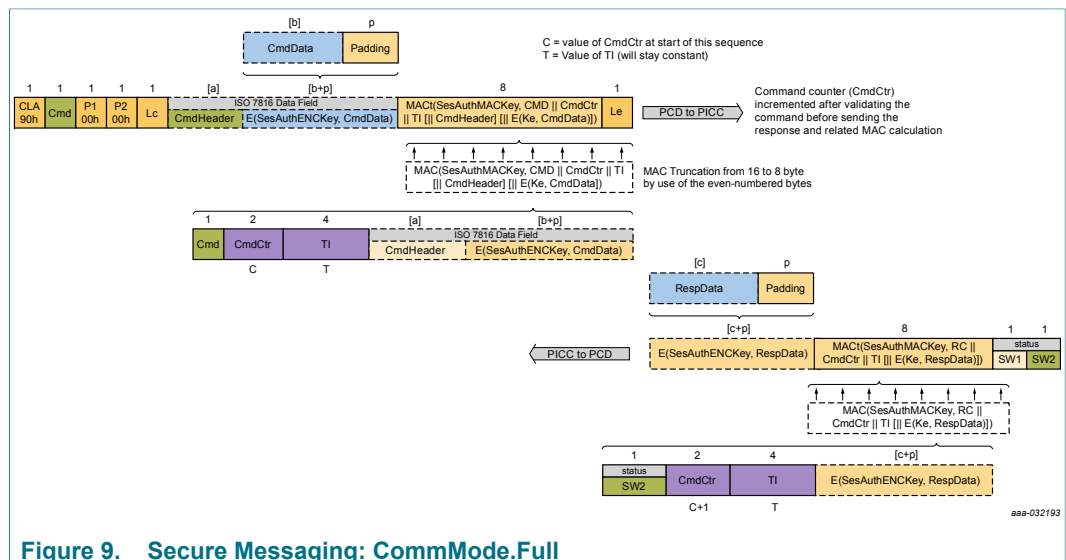 [b] p
CmdData Padding
C = value of CmdCtr at start of this sequence
T = Value of TI (will stay constant)
1 1 1 1 1 [a] [b+p] 8 1
CLA 90h Cmd P1 00h P2 00h Lc
ISO 7816 Data Field
CmdHeader E(SesAuthENCKey, CmdData)
MACt(SesAuthMACKey, CMD || CmdCtr
|| TI [|| CmdHeader] [|| E(Ke, CmdData)])
Le
PCD to PICC
Command counter (CmdCtr)
incremented after validating the
command before sending the
response and related MAC calculation
MAC(SesAuthMACKey, CMD || CmdCtr || TI
[|| CmdHeader] [|| E(Ke, CmdData)])
MAC Truncation from 16 to 8 byte
by use of the even-numbered bytes
1 2 4 [a] [b+p]
Cmd CmdCtr TI
ISO 7816 Data Field
CmdHeader E(SesAuthENCKey, CmdData)
C T
[c] p
RespData Padding
[c+p] 8 1 1
PICC to PCD
E(SesAuthENCKey, RespData)
MACt(SesAuthMACKey, RC ||
CmdCtr || TI [|| E(Ke, RespData)])
status
SW1 SW2
MAC(SesAuthMACKey, RC ||
CmdCtr || TI [|| E(Ke, RespData)])
1 2 4 [c+p]
status
SW2 CmdCtr TI E(SesAuthENCKey, RespData)
C+1 T
aaa-032193
Figure 9. Secure Messaging: CommMode.Full